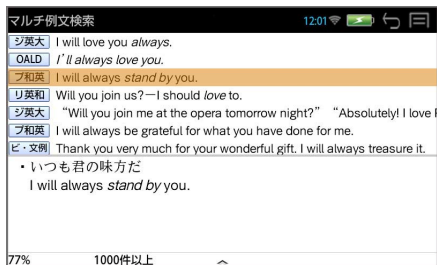 マルチ例文検索 12:01
ジ英大 I will love you always.
OALD I'll always love you.
プ和英 I will always stand by you.
リ英和 Will you join us?—I should love to.
ジ英大 “Will you join me at the opera tomorrow night?” “Absolutely! I love
プ和英 I will always be grateful for what you have done for me.
ビ・文例 Thank you very much for your wonderful gift. I will always treasure it.
・いつも君の味方だ
I will always stand by you.
77% 1000件以上